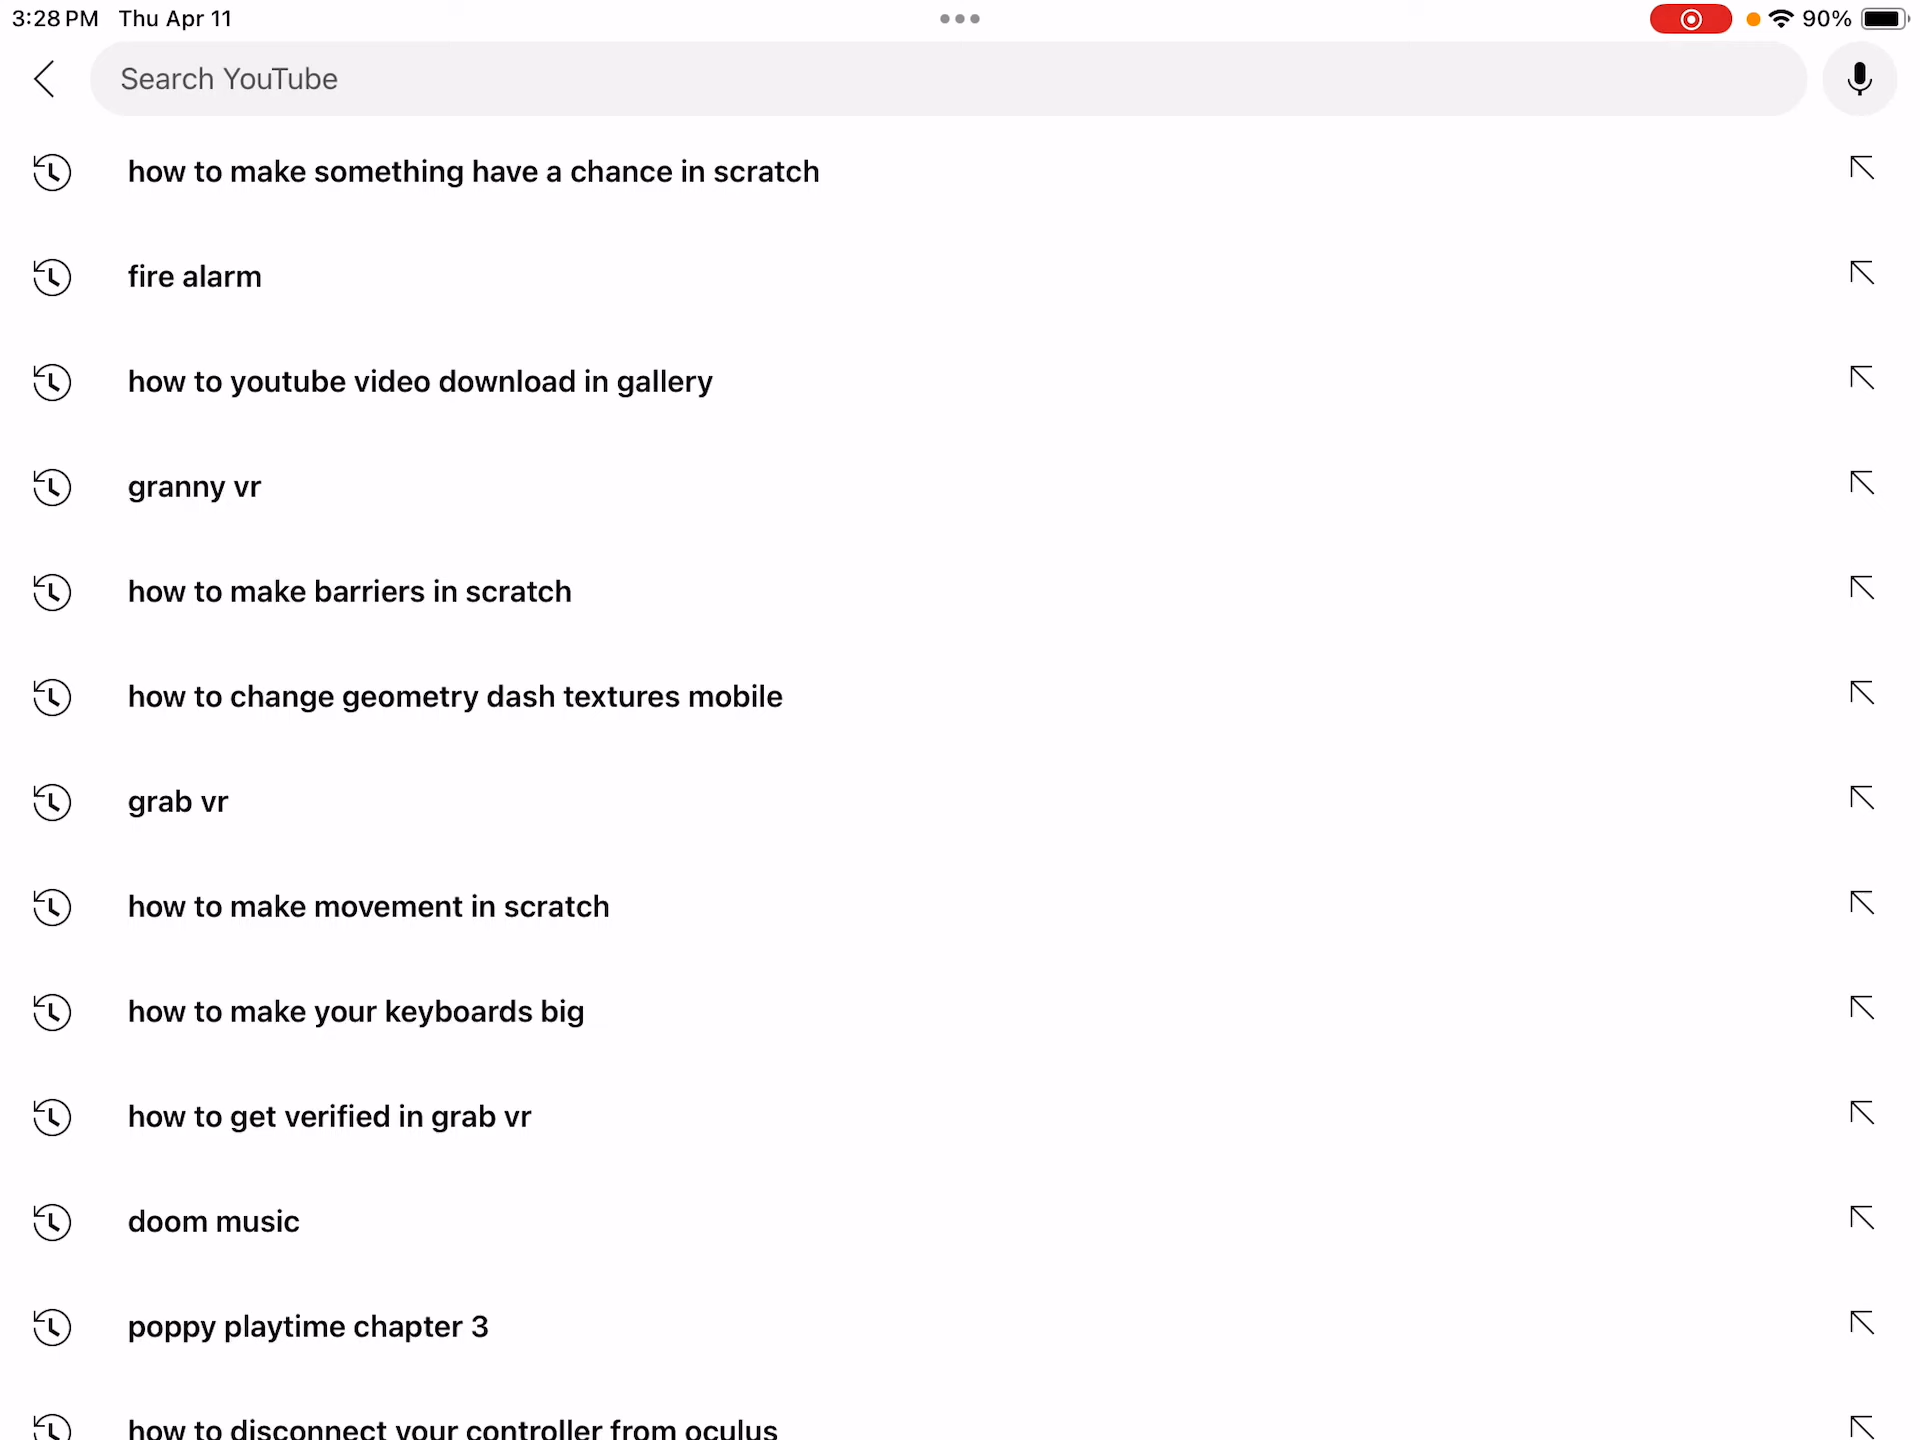 3:28 PM Thu Apr 11
90%
Search YouTube
how to make something have a chance in scratch
fire alarm
how to youtube video download in gallery
granny vr
how to make barriers in scratch
how to change geometry dash textures mobile
grab vr
how to make movement in scratch
how to make your keyboards big
how to get verified in grab vr
doom music
poppy playtime chapter 3
how to disconnect your controller from oculus